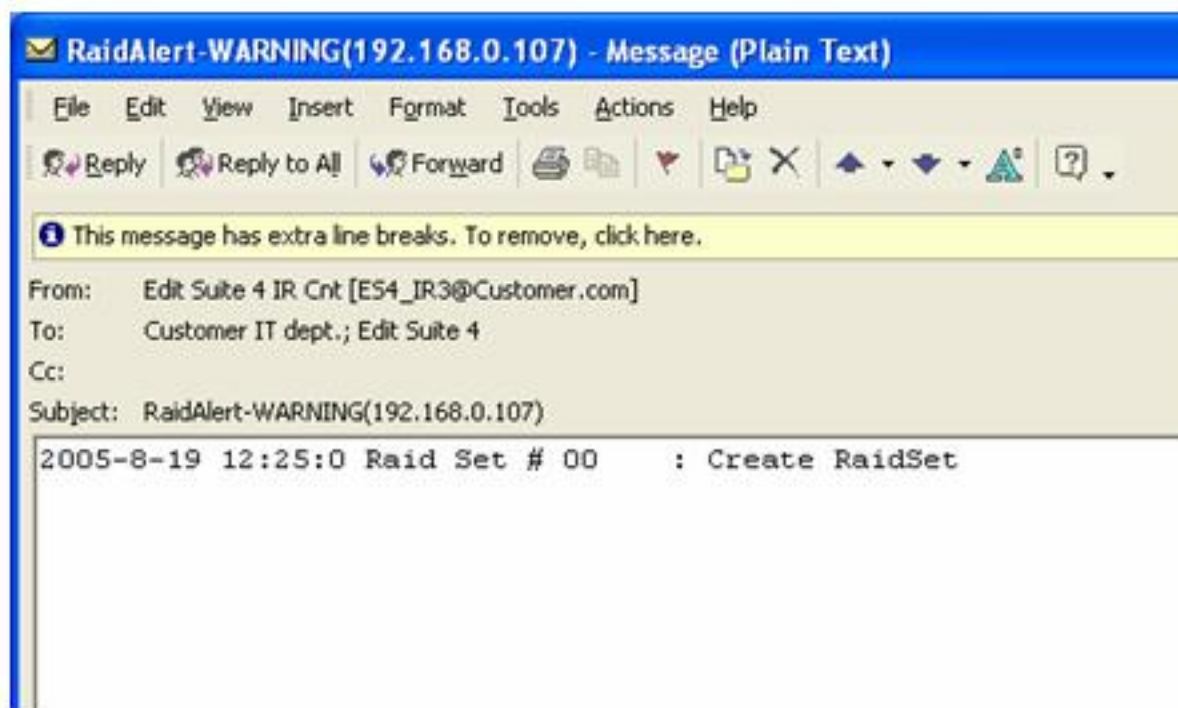 RaidAlert-WARNING(192.168.0.107) - Message (Plain Text)
File Edit View Insert Format Tools Actions Help
Reply Reply to All Forward
This message has extra line breaks. To remove, click here.
From: Edit Suite 4 IR Cnt [ES4_IR3@Customer.com]
To: Customer IT dept.; Edit Suite 4
Cc:
Subject: RaidAlert-WARNING(192.168.0.107)
2005-8-19 12:25:0 Raid Set # 00 : Create RaidSet